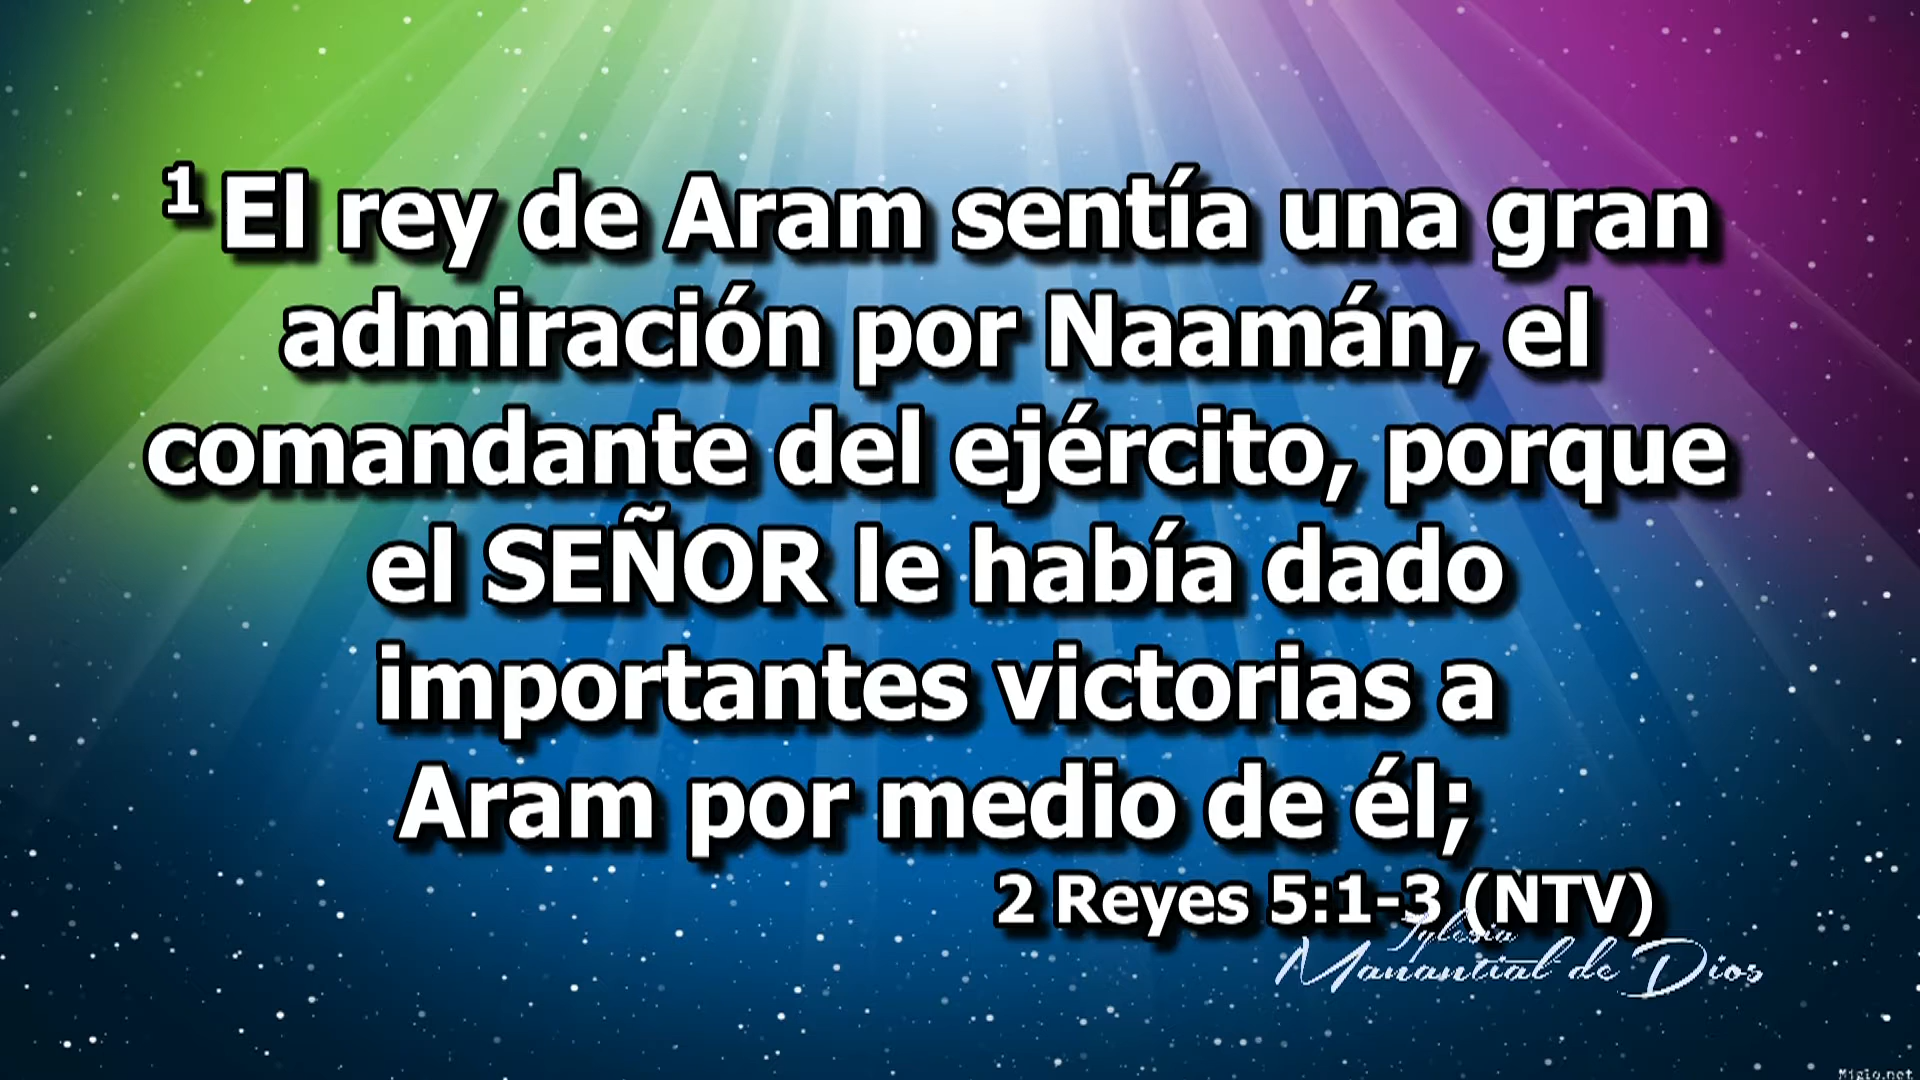 1 El rey de Aram sentía una gran
admiración por Naamán, el
comandante del ejército, porque
el SEÑOR le había dado
importantes victorias a
Aram por medio de él;
2 Reyes 5:1-3 (NTV)
Iglesia
Manantial de Dios
Miglo.net